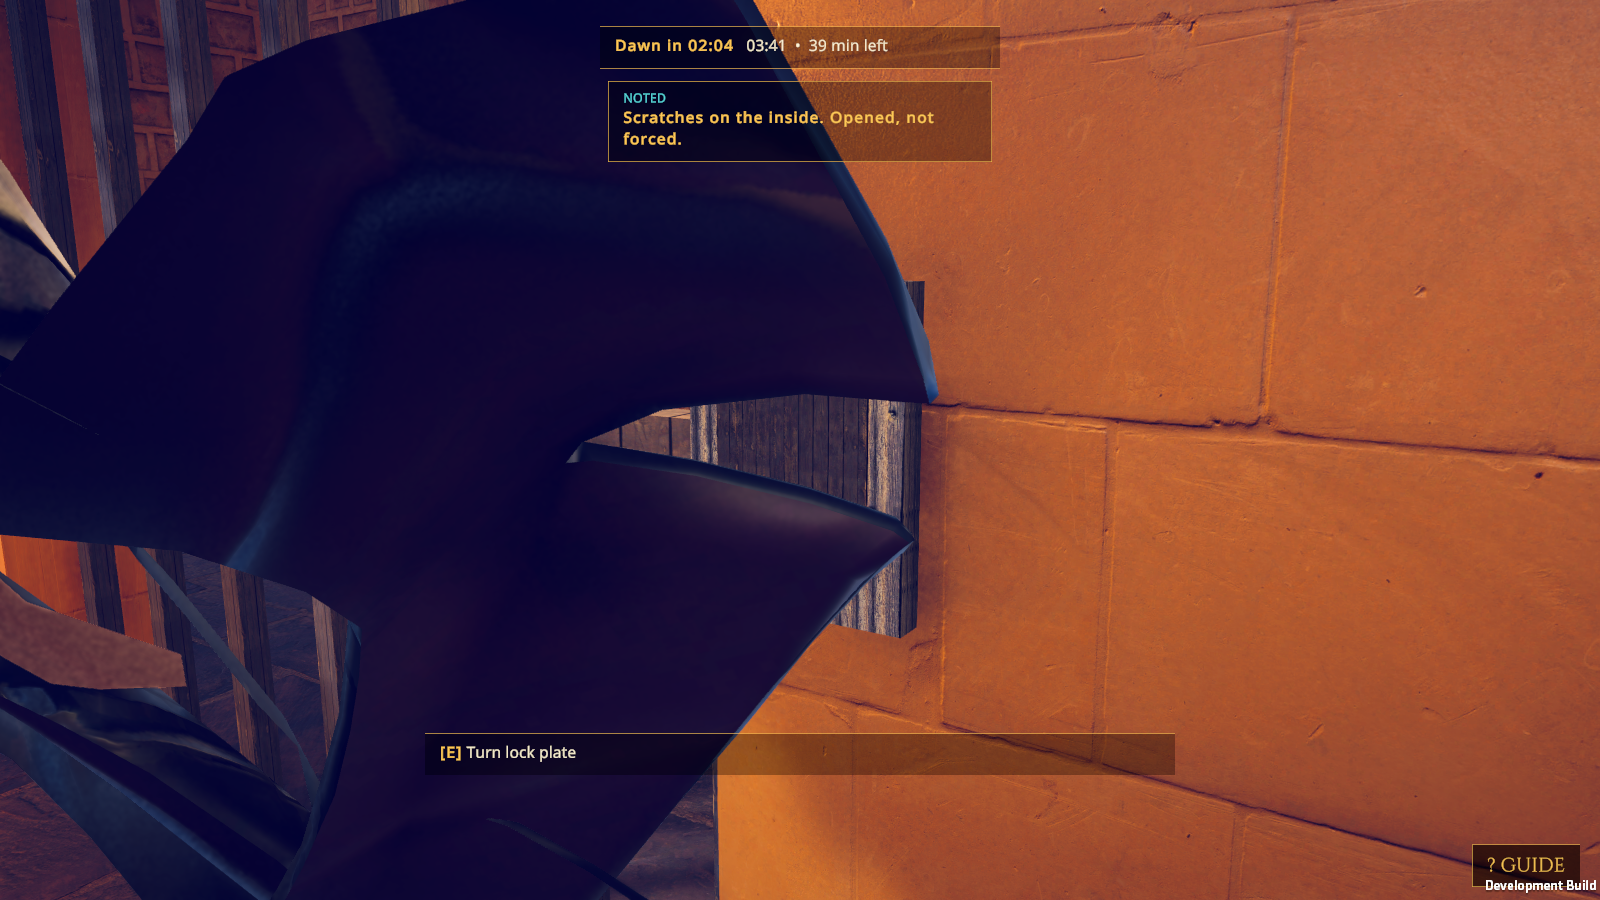 Dawn in 02:04 03:41 • 39 min left
NOTED
Scratches on the inside. Opened, not
forced.
[E] Turn lock plate
? GUIDE
Development Build